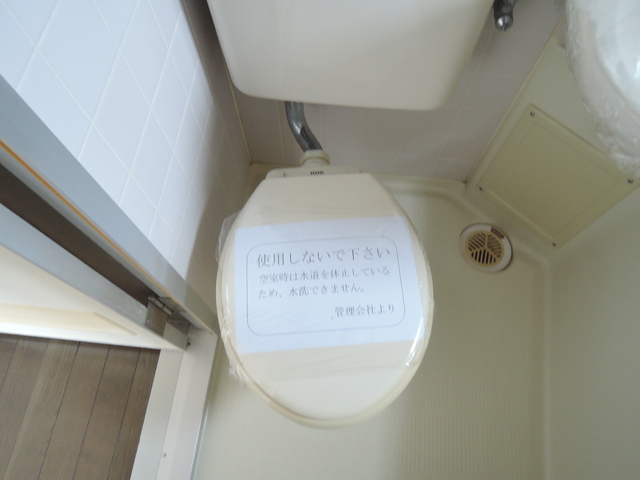 使用しないで下さい
空室時は水道を休止している
ため、水洗できません。
管理会社より